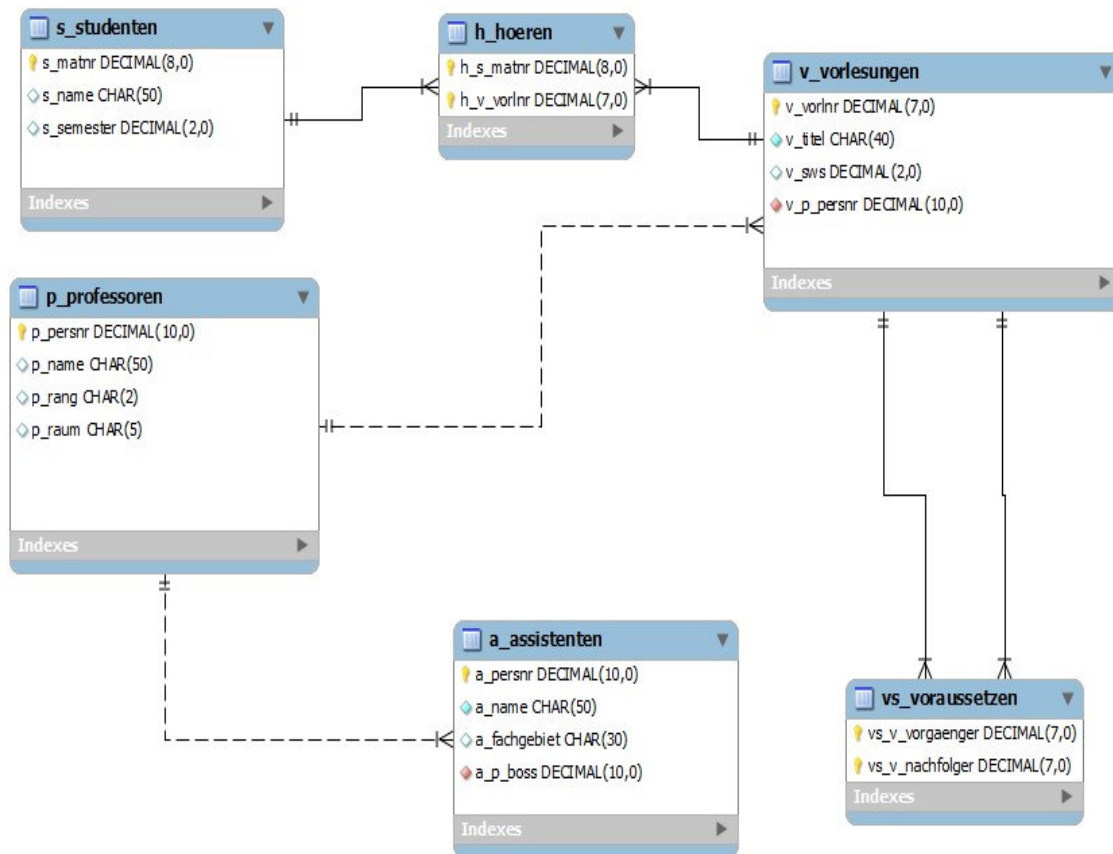 s_studenten
s_matnr DECIMAL(8,0)
s_name CHAR(50)
s_semester DECIMAL(2,0)
Indexes
h_hoeren
h_s_matnr DECIMAL(8,0)
h_v_vorlnr DECIMAL(7,0)
Indexes
v_vorlesungen
v_vorlnr DECIMAL(7,0)
v_titel CHAR(40)
v_sws DECIMAL(2,0)
v_p_persnr DECIMAL(10,0)
Indexes
p_professoren
p_persnr DECIMAL(10,0)
p_name CHAR(50)
p_rang CHAR(2)
p_raum CHAR(5)
Indexes
a_assistenten
a_persnr DECIMAL(10,0)
a_name CHAR(50)
a_fachgebiet CHAR(30)
a_p_boss DECIMAL(10,0)
Indexes
vs_voraussetzen
vs_v_vorgaenger DECIMAL(7,0)
vs_v_nachfolger DECIMAL(7,0)
Indexes